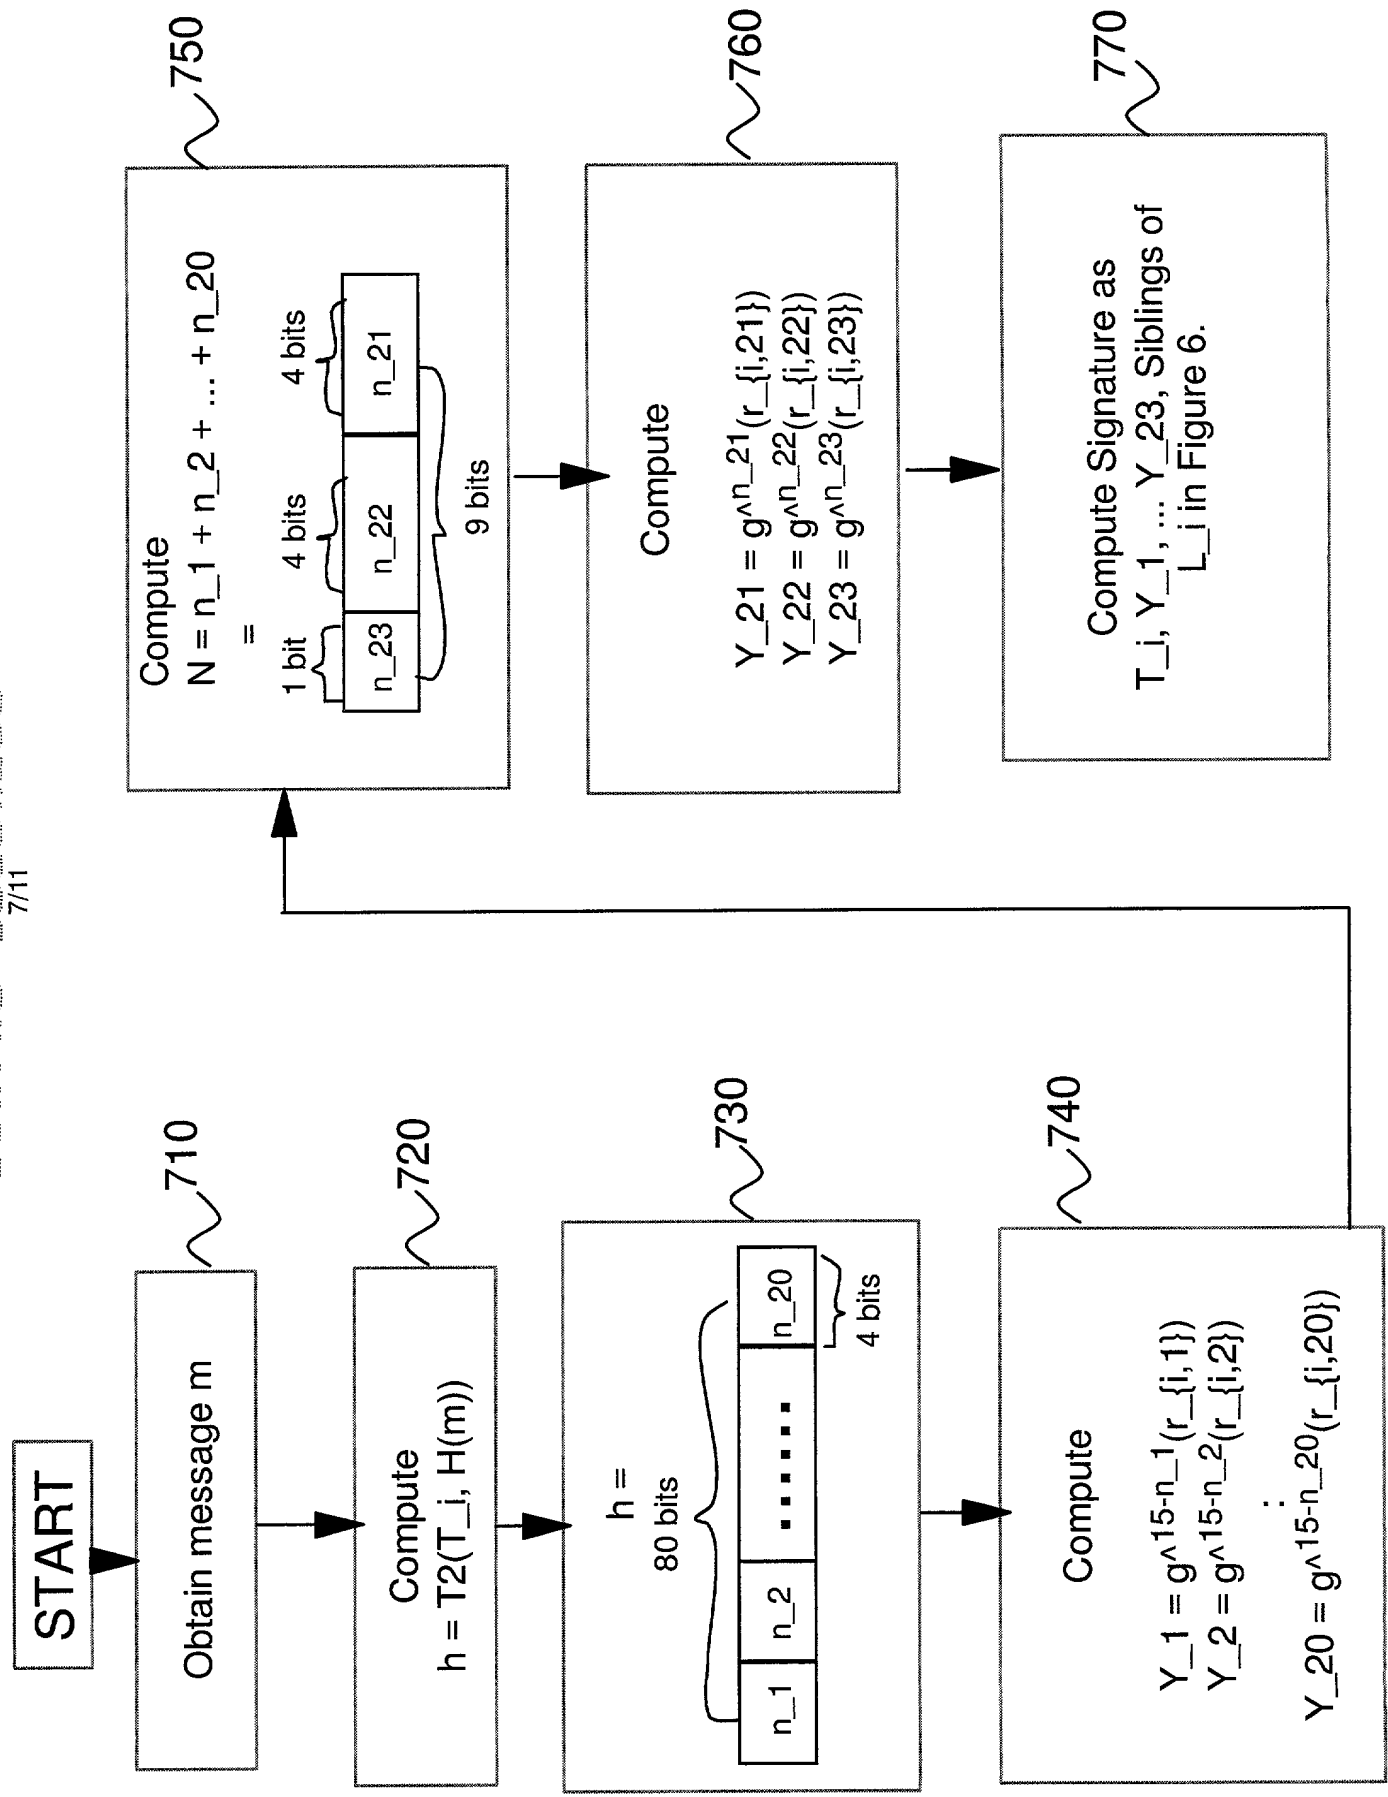 7/11
START
710
Obtain message m
720
Compute
h = T2(T_i, H(m))
730
h =
80 bits
n_1 n_2 ...... n_20
4 bits
740
Compute
Y_1 = g^15-n_1(r_{i,1})
Y_2 = g^15-n_2(r_{i,2})
:
Y_20 = g^15-n_20(r_{i,20})
750
Compute
N = n_1 + n_2 + ... + n_20
=
1 bit 4 bits 4 bits
n_23 n_22 n_21
9 bits
760
Compute
Y_21 = g^n_21(r_{i,21})
Y_22 = g^n_22(r_{i,22})
Y_23 = g^n_23(r_{i,23})
770
Compute Signature as
T_i, Y_1, ... Y_23, Siblings of
L_i in Figure 6.